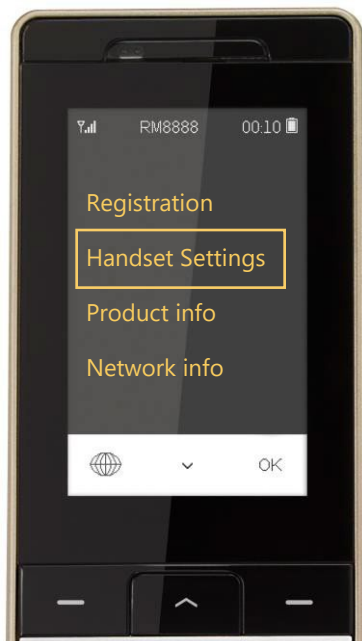 RM8888 00:10
Registration
Handset Settings
Product info
Network info
OK